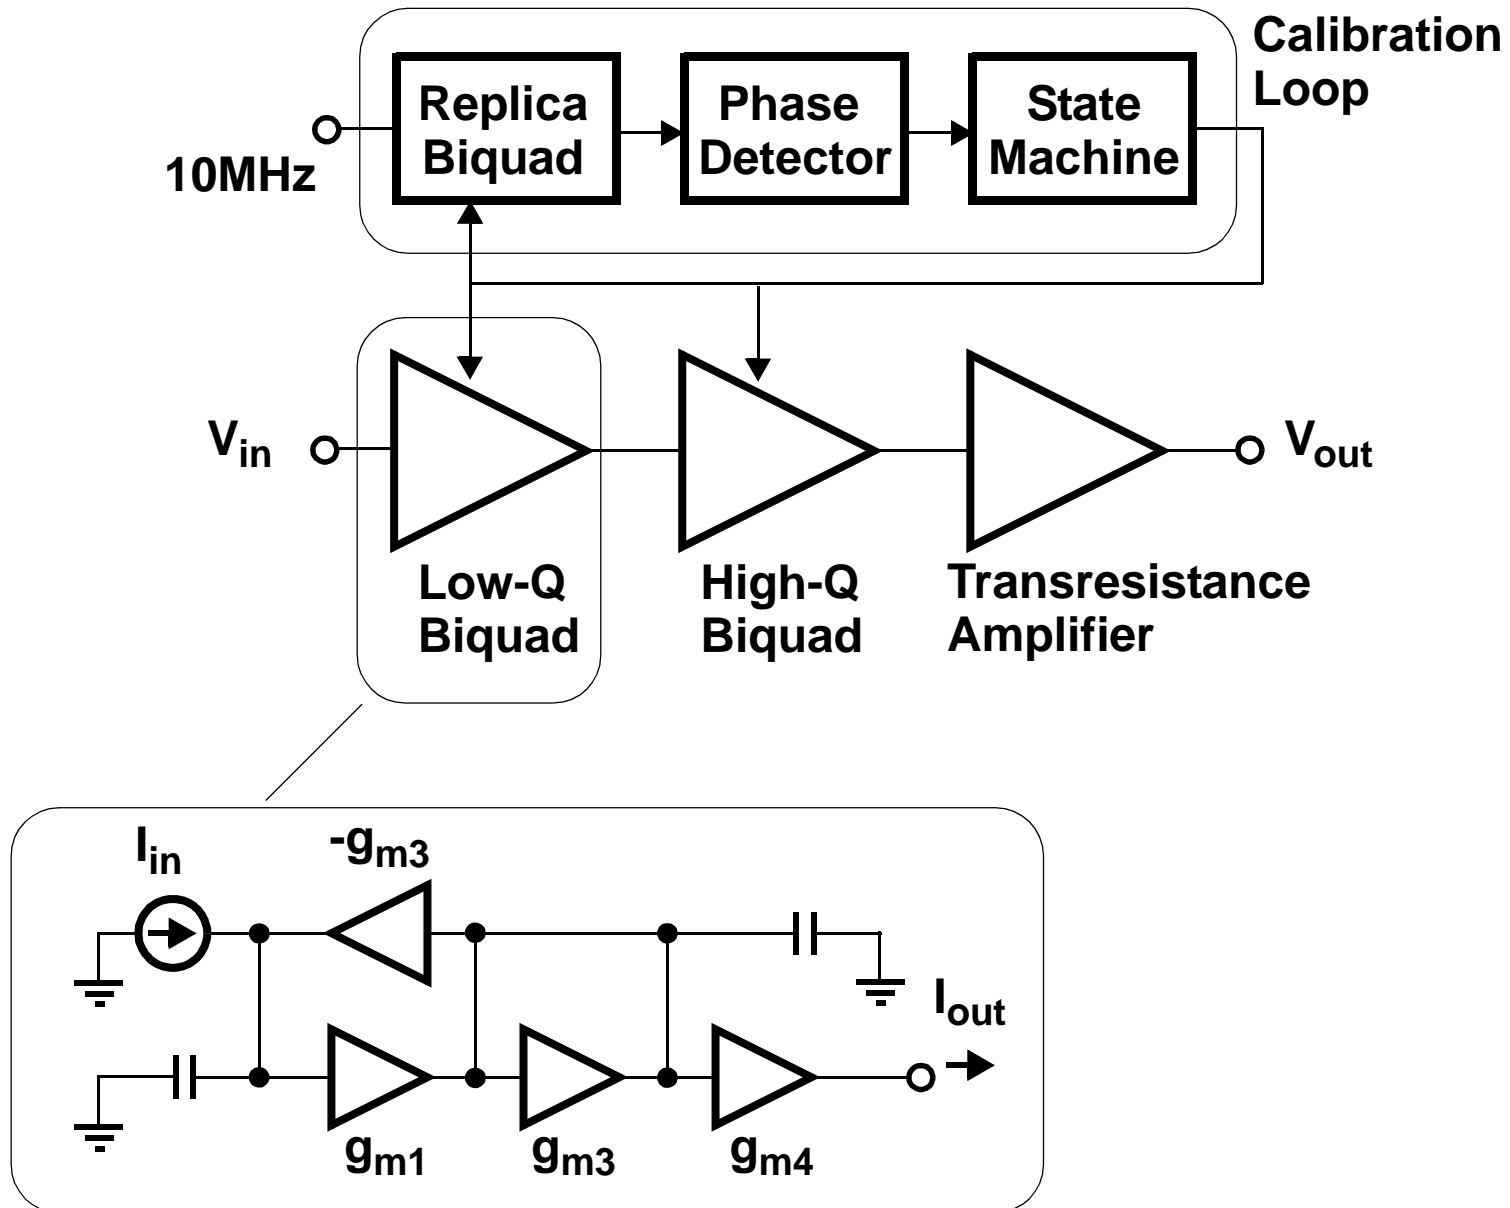 Calibration
Loop
Replica
Biquad
Phase
Detector
State
Machine
10MHz
Vin
Vout
Low-Q
Biquad
High-Q
Biquad
Transresistance
Amplifier
Iin
-gm3
Iout
gm1
gm3
gm4